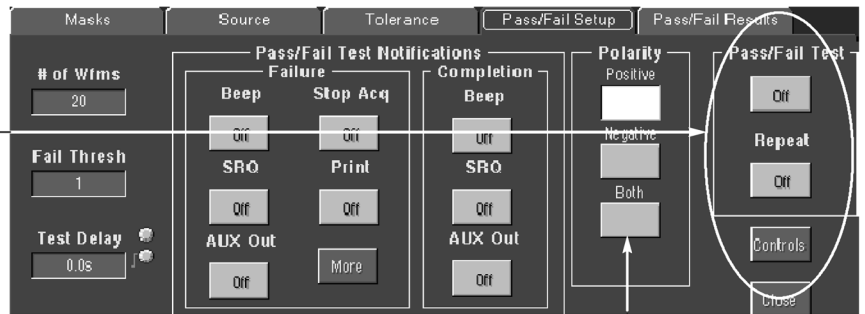 Masks Source Tolerance Pass/Fail Setup Pass/Fail Results
# of Wfms
20
Fail Thresh
1
Test Delay
0.0s
Pass/Fail Test Notifications
Failure
Beep Stop Acq
Off Off
SRQ Print
Off Off
AUX Out
Off More
Completion
Beep
Off
SRQ
Off
AUX Out
Off
Polarity
Positive
Negative
Both
Pass/Fail Test
Off
Repeat
Off
Controls
Close